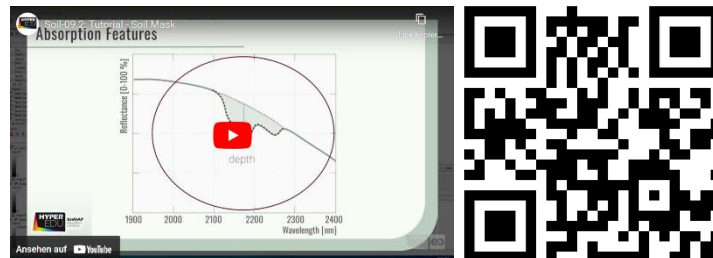 Soil-09.2: Tutorial - Soil Mask
Absorption Features
Link kopier...
Reflectance [0-100 %]
depth
1900 2000 2100 2200 2300 2400
Wavelength [nm]
HYPER
EDU
EnMAP
Ansehen auf YouTube